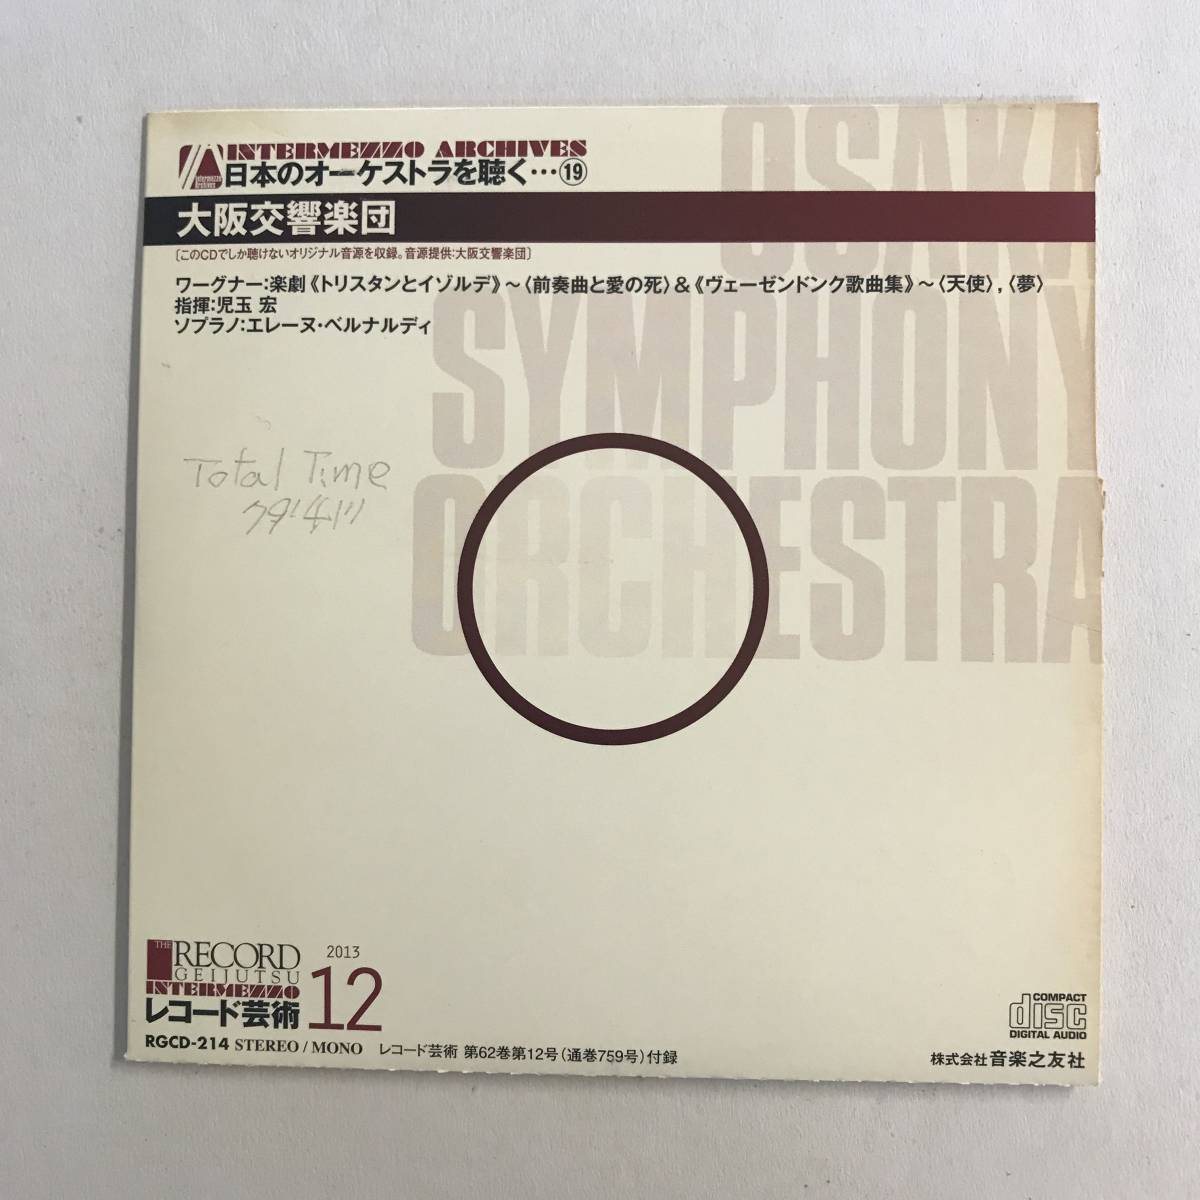 INTERMEZZO ARCHIVES
Intermezzo
Archives
日本のオーケストラを聴く…⑲
大阪交響楽団
〔このCDでしか聴けないオリジナル音源を収録。音源提供:大阪交響楽団〕
ワーグナー:楽劇《トリスタンとイゾルデ》～〈前奏曲と愛の死〉&《ヴェーゼンドンク歌曲集》～〈天使〉,〈夢〉
指揮:児玉 宏
ソプラノ:エレーヌ・ベルナルディ
OSAKA
SYMPHONY
ORCHESTRA
Total Time
THE RECORD
GEIJUTSU
INTERMEZZO
レコード芸術
2013
12
RGCD-214 STEREO / MONO レコード芸術 第62巻第12号(通巻759号)付録
COMPACT
disc
DIGITAL AUDIO
株式会社 音楽之友社